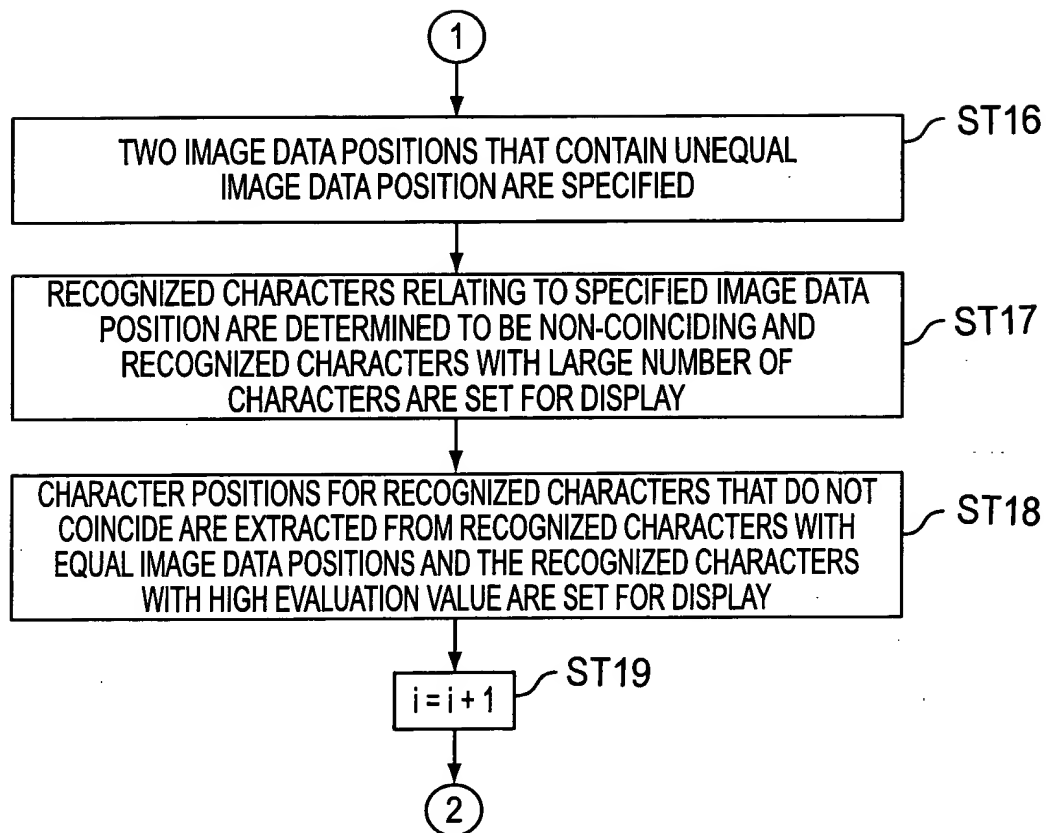 1
ST16
TWO IMAGE DATA POSITIONS THAT CONTAIN UNEQUAL
IMAGE DATA POSITION ARE SPECIFIED
ST17
RECOGNIZED CHARACTERS RELATING TO SPECIFIED IMAGE DATA
POSITION ARE DETERMINED TO BE NON-COINCIDING AND
RECOGNIZED CHARACTERS WITH LARGE NUMBER OF
CHARACTERS ARE SET FOR DISPLAY
ST18
CHARACTER POSITIONS FOR RECOGNIZED CHARACTERS THAT DO NOT
COINCIDE ARE EXTRACTED FROM RECOGNIZED CHARACTERS WITH
EQUAL IMAGE DATA POSITIONS AND THE RECOGNIZED CHARACTERS
WITH HIGH EVALUATION VALUE ARE SET FOR DISPLAY
ST19
i = i + 1
2